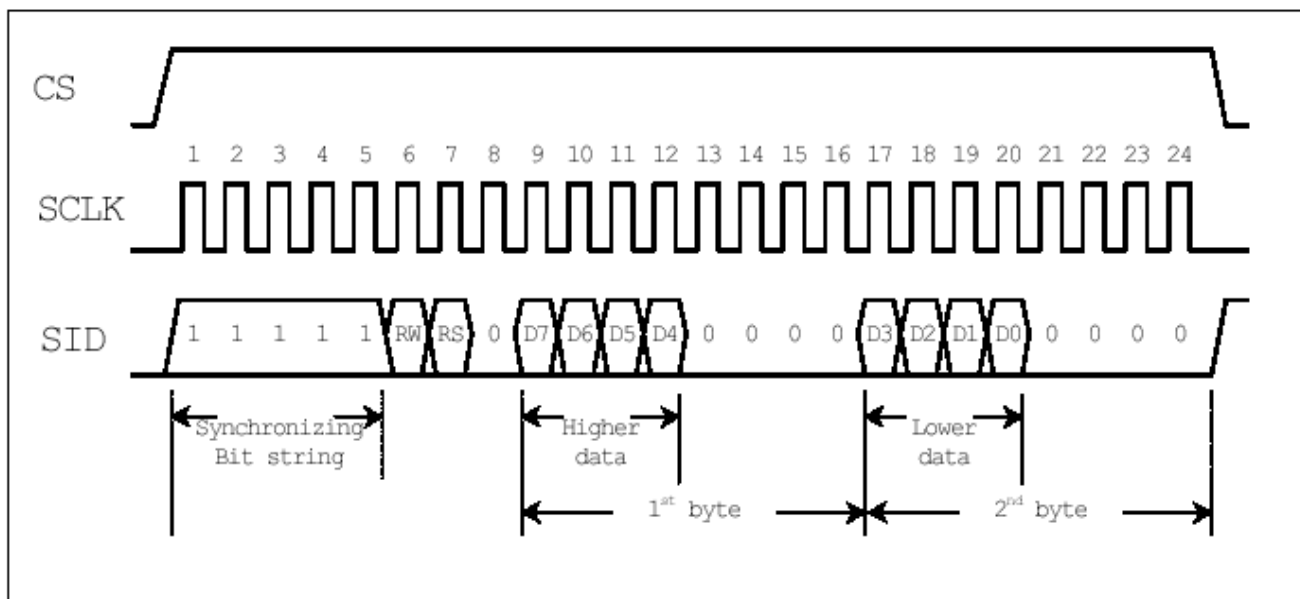 CS
1 2 3 4 5 6 7 8 9 10 11 12 13 14 15 16 17 18 19 20 21 22 23 24
SCLK
SID 1 1 1 1 1 RW RS 0 D7 D6 D5 D4 0 0 0 0 D3 D2 D1 D0 0 0 0 0
Synchronizing Higher Lower
Bit string data data
1st byte 2nd byte